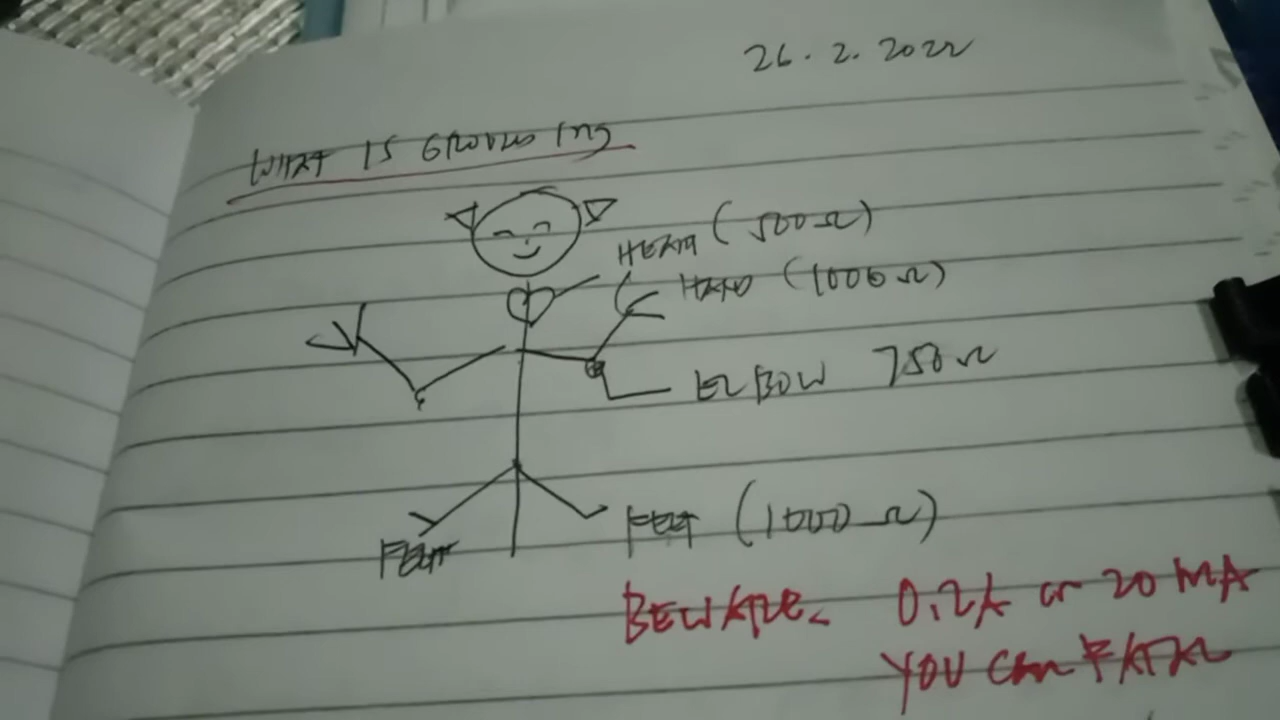 26.2.2022
WHAT IS GROUNDING
HEART (500Ω)
HAND (1000Ω)
ELBOW 750Ω
FEET (1000Ω)
FEET
BEWARE. 0.2A or 20 MA
YOU Can FATAL